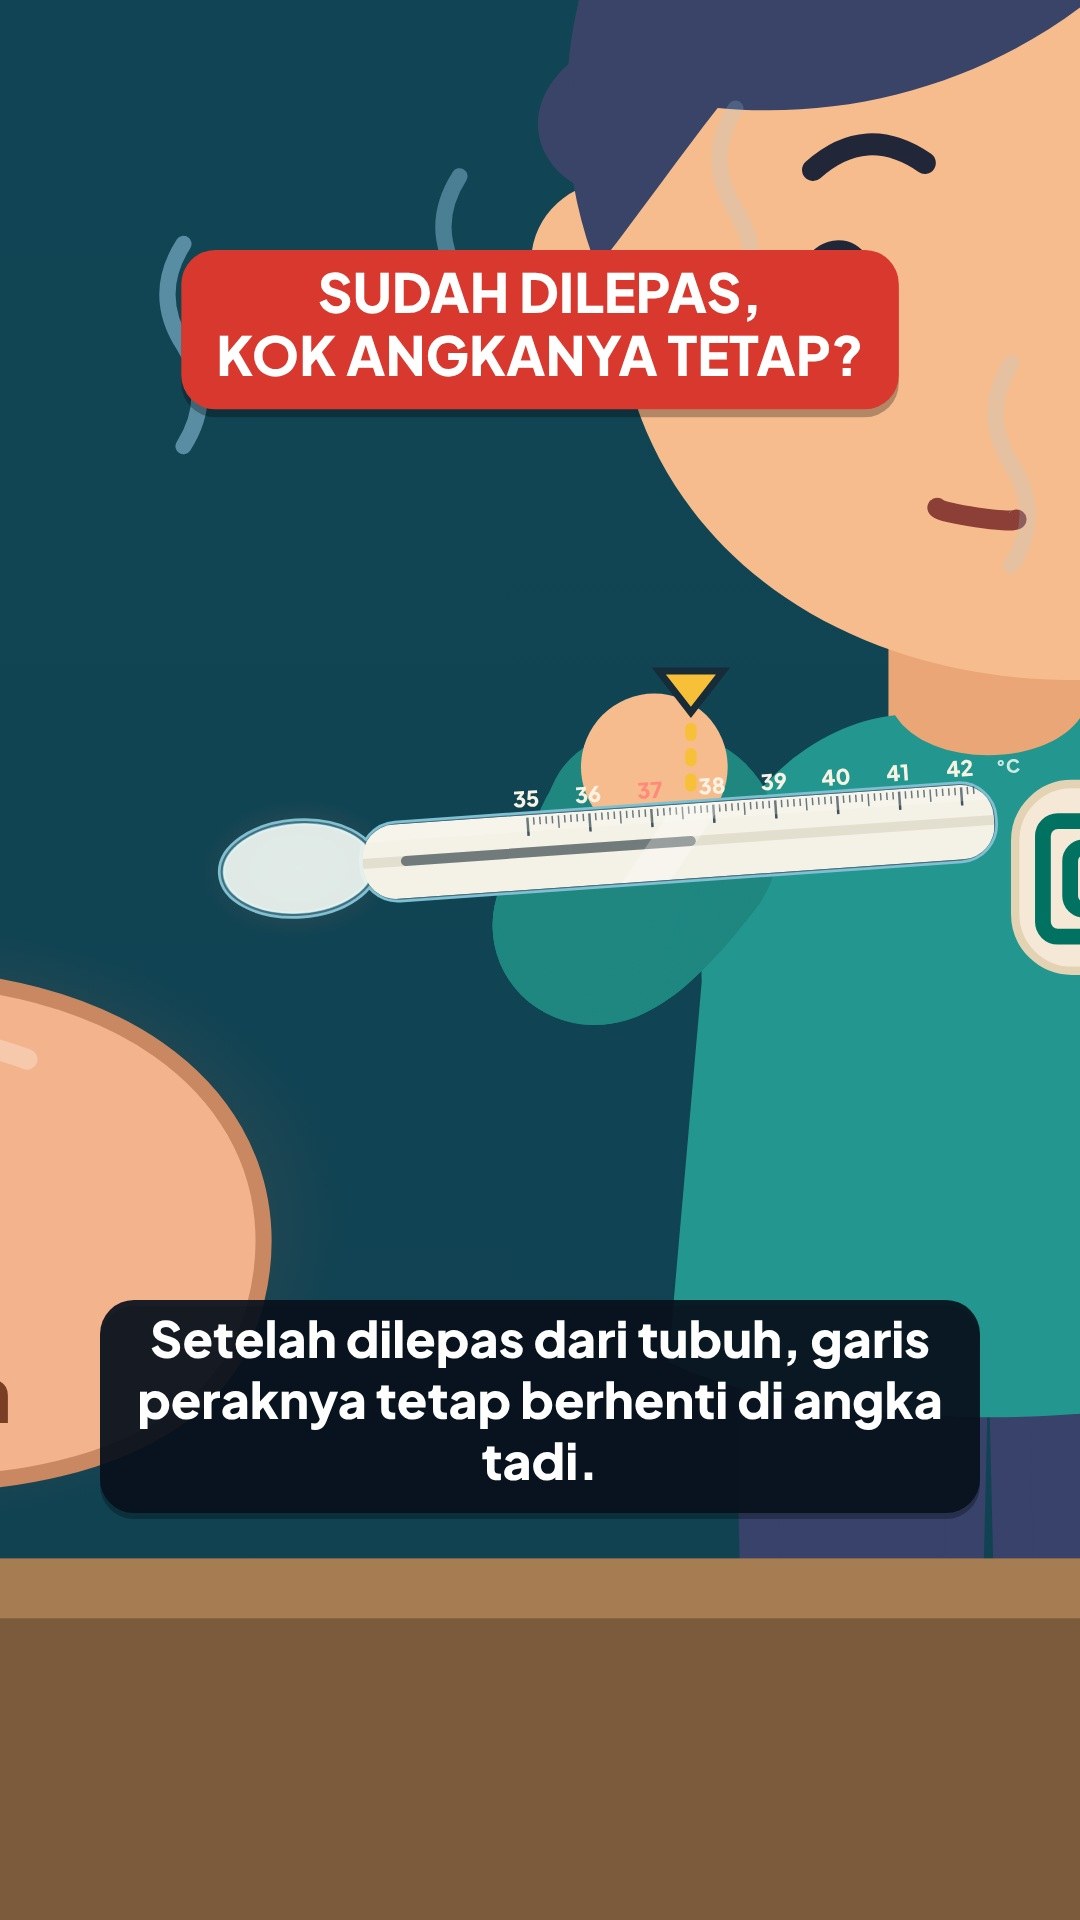 SUDAH DILEPAS,
KOK ANGKANYA TETAP?
35 36 37 38 39 40 41 42 °C
Setelah dilepas dari tubuh, garis
peraknya tetap berhenti di angka
tadi.